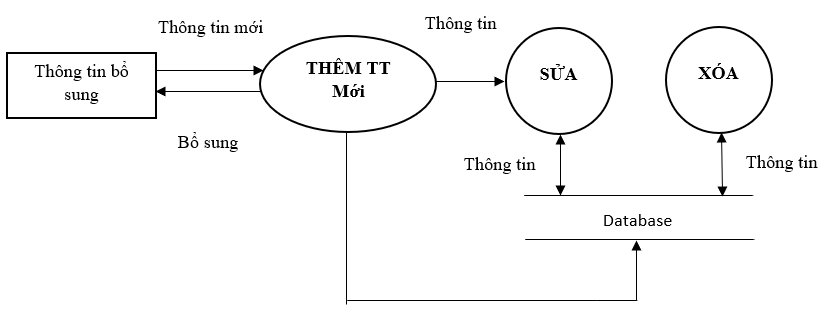 Thông tin mới
Thông tin
Thông tin bổ
sung
THÊM TT
Mới
SỬA
XÓA
Bổ sung
Thông tin
Thông tin
Database